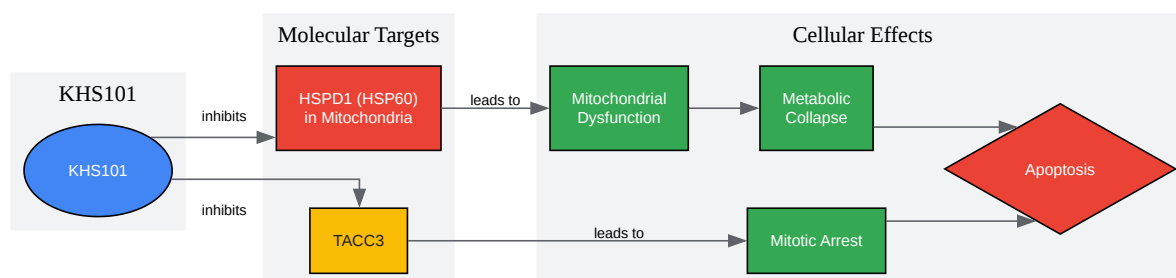 Molecular Targets
Cellular Effects
KHS101
HSPD1 (HSP60)
in Mitochondria
leads to
Mitochondrial
Dysfunction
Metabolic
Collapse
inhibits
KHS101
Apoptosis
inhibits
TACC3
leads to
Mitotic Arrest